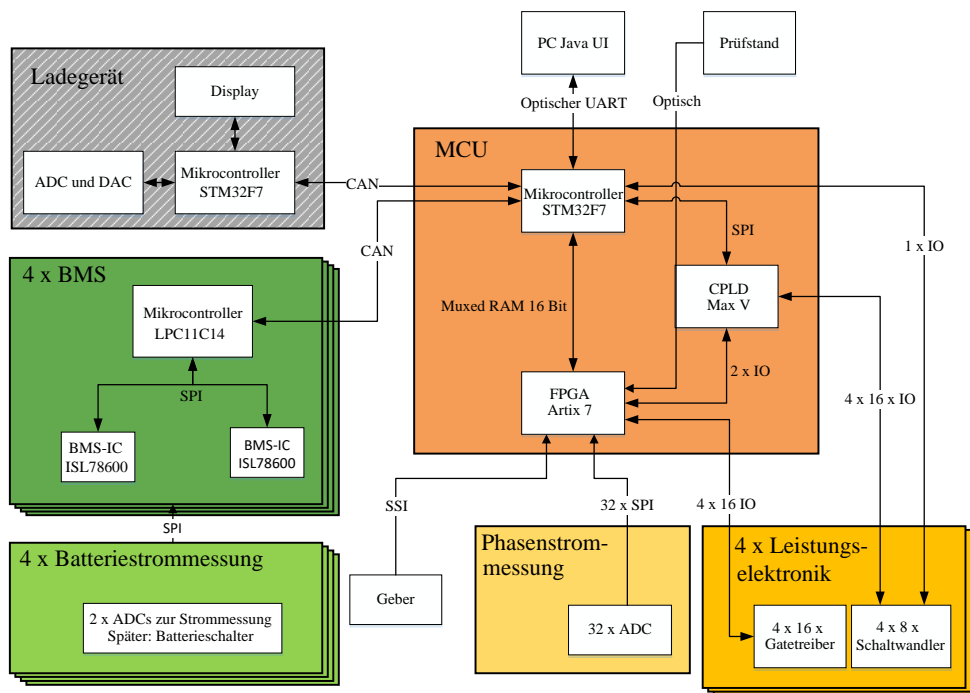 PC Java UI
Prüfstand
Ladegerät
Display
Optischer UART
Optisch
MCU
ADC und DAC
Mikrocontroller
STM32F7
CAN
Mikrocontroller
STM32F7
SPI
CAN
1 x IO
4 x BMS
Mikrocontroller
LPC11C14
CPLD
Max V
Muxed RAM 16 Bit
SPI
FPGA
Artix 7
2 x IO
4 x 16 x IO
BMS-IC
ISL78600
BMS-IC
ISL78600
SPI
SSI
32 x SPI
4 x 16 IO
4 x Batteriestrommessung
Phasenstrom-
messung
4 x Leistungs-
elektronik
Geber
2 x ADCs zur Strommessung
Später: Batterieschalter
32 x ADC
4 x 16 x
Gatetreiber
4 x 8 x
Schaltwandler